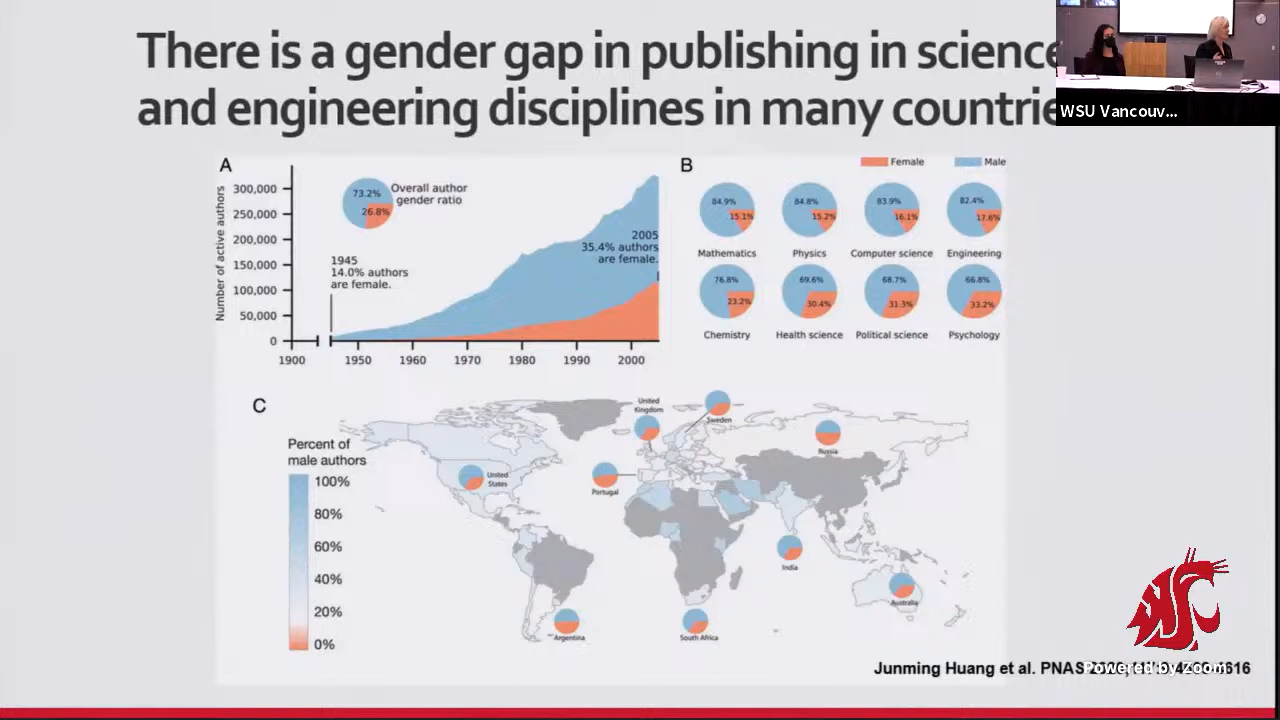 There is a gender gap in publishing in science
and engineering disciplines in many countrie
WSU Vancouv...
A
Number of active authors
300,000
250,000
200,000
150,000
100,000
50,000
0
1900
1950
1960
1970
1980
1990
2000
73.2%
26.8%
Overall author
gender ratio
1945
14.0% authors
are female.
2005
35.4% authors
are female.
B
Female
Male
84.9%
15.1%
Mathematics
84.8%
15.2%
Physics
83.9%
16.1%
Computer science
82.4%
17.6%
Engineering
76.8%
23.2%
Chemistry
69.6%
30.4%
Health science
68.7%
31.3%
Political science
66.8%
33.2%
Psychology
C
Percent of
male authors
100%
80%
60%
40%
20%
0%
United
Kingdom
Sweden
Russia
United
States
Portugal
India
Australia
Argentina
South Africa
Junming Huang et al. PNAS
Powered by Zoom